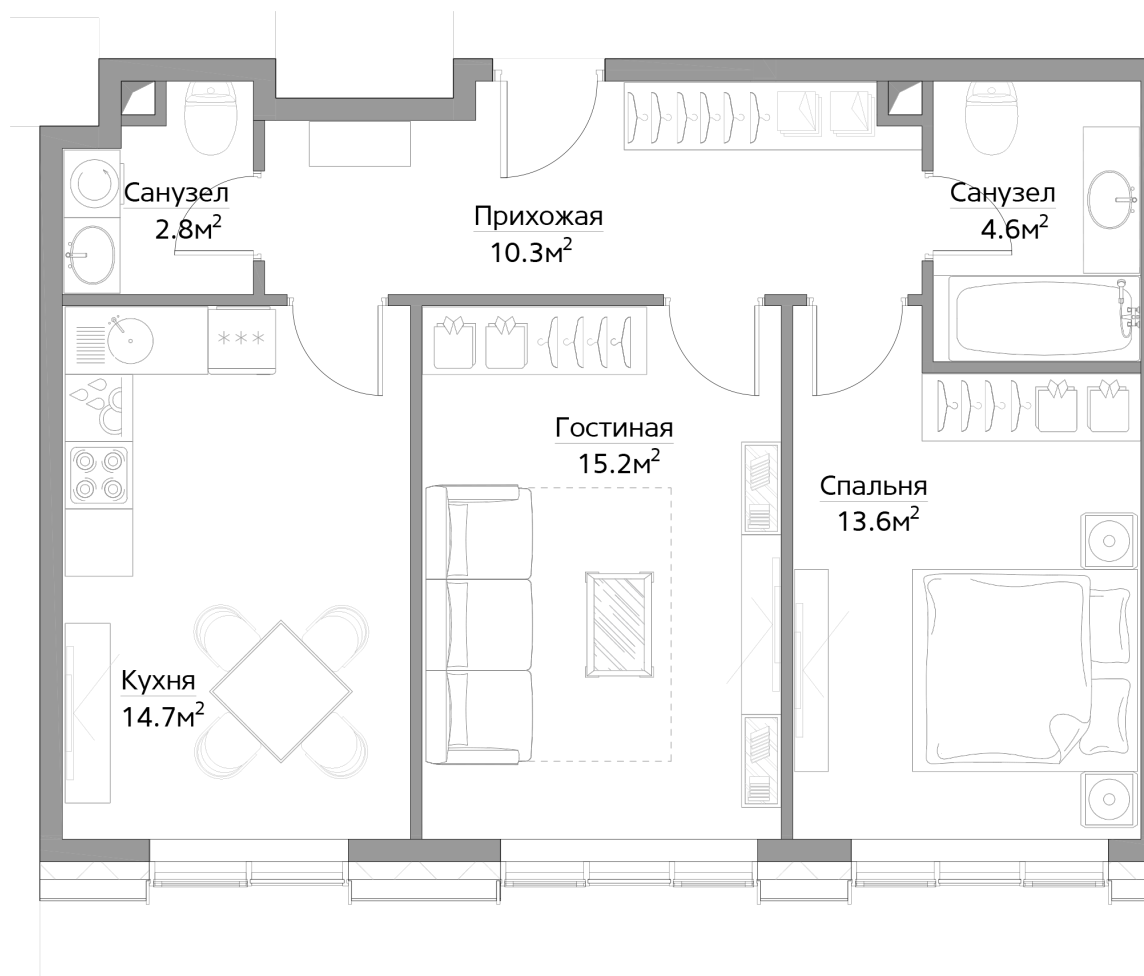 Санузел
2.8м²
Прихожая
10.3м²
Санузел
4.6м²
Гостиная
15.2м²
Спальня
13.6м²
Кухня
14.7м²